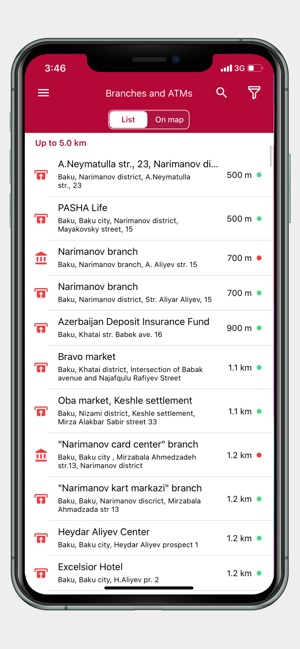 3:46
3G
Branches and ATMs
List
On map
Up to 5.0 km
A.Neymatulla str., 23, Narimanov di...
Baku, Narimanov district, A.Neymatulla
str., 23
500 m
PASHA Life
Baku, Baku city, Narimanov district,
Mayakovsky street, 15
500 m
Narimanov branch
Baku, Narimanov branch, A. Aliyev str. 15
700 m
Narimanov branch
Baku, Narimanov district, Str. Aliyar Aliyev, 15
700 m
Azerbaijan Deposit Insurance Fund
Baku, Khatai str. Babek ave. 16
900 m
Bravo market
Baku, Khatai district, Intersection of Babak
avenue and Najafqulu Rafiyev Street
1.1 km
Oba market, Keshle settlement
Baku, Nizami district, Keshle settlement,
Mirza Alakbar Sabir street 33
1.1 km
"Narimanov card center" branch
Baku, Baku city , Mirzabala Ahmedzadeh
str.13, Narimanov district
1.2 km
"Narimanov kart markazi" branch
Baku, Baku, Narimanov discrict, Mirzabala
Ahmadzada str 13
1.2 km
Heydar Aliyev Center
Baku, Baku city, Heydar Aliyev prospect 1
1.2 km
Excelsior Hotel
Baku, Baku city, H.Aliyev pr. 2
1.2 km